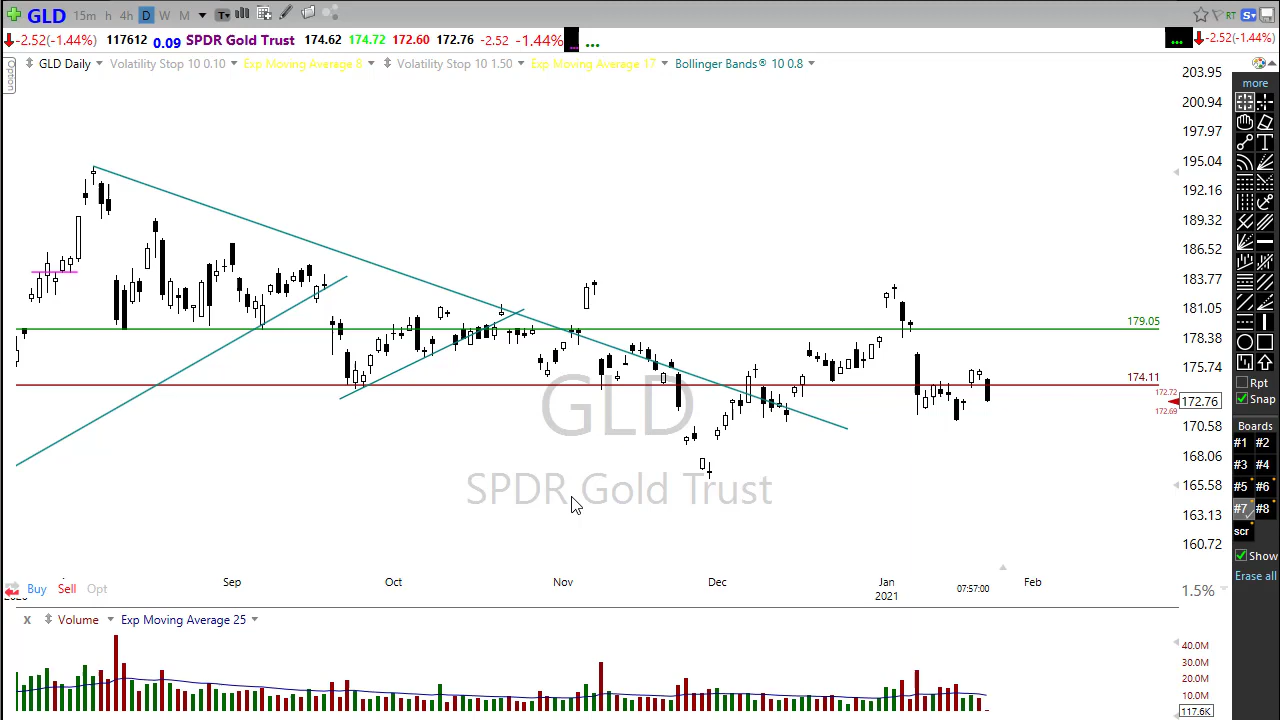 GLD 15m h 4h D W M T RT S
-2.52(-1.44%) 117612 0.09 SPDR Gold Trust 174.62 174.72 172.60 172.76 -2.52 -1.44% ... ... -2.52(-1.44%)
Option GLD Daily Volatility Stop 10 0.10 Exp Moving Average 8 Volatility Stop 10 1.50 Exp Moving Average 17 Bollinger Bands® 10 0.8
203.95
200.94
197.97
195.04
192.16
189.32
186.52
183.77
181.05
179.05
178.38
175.74
174.11
172.72
172.76
172.69
170.58
168.06
165.58
163.13
160.72
GLD
SPDR Gold Trust
Sep Oct Nov Dec Jan Feb
2021 07:57:00
1.5%
Buy Sell Opt
X Volume Exp Moving Average 25
40.0M
30.0M
20.0M
10.0M
117.6K
more
T
Rpt
Snap
Boards
#1 #2
#3 #4
#5 #6
#7 #8
scr
Show
Erase all